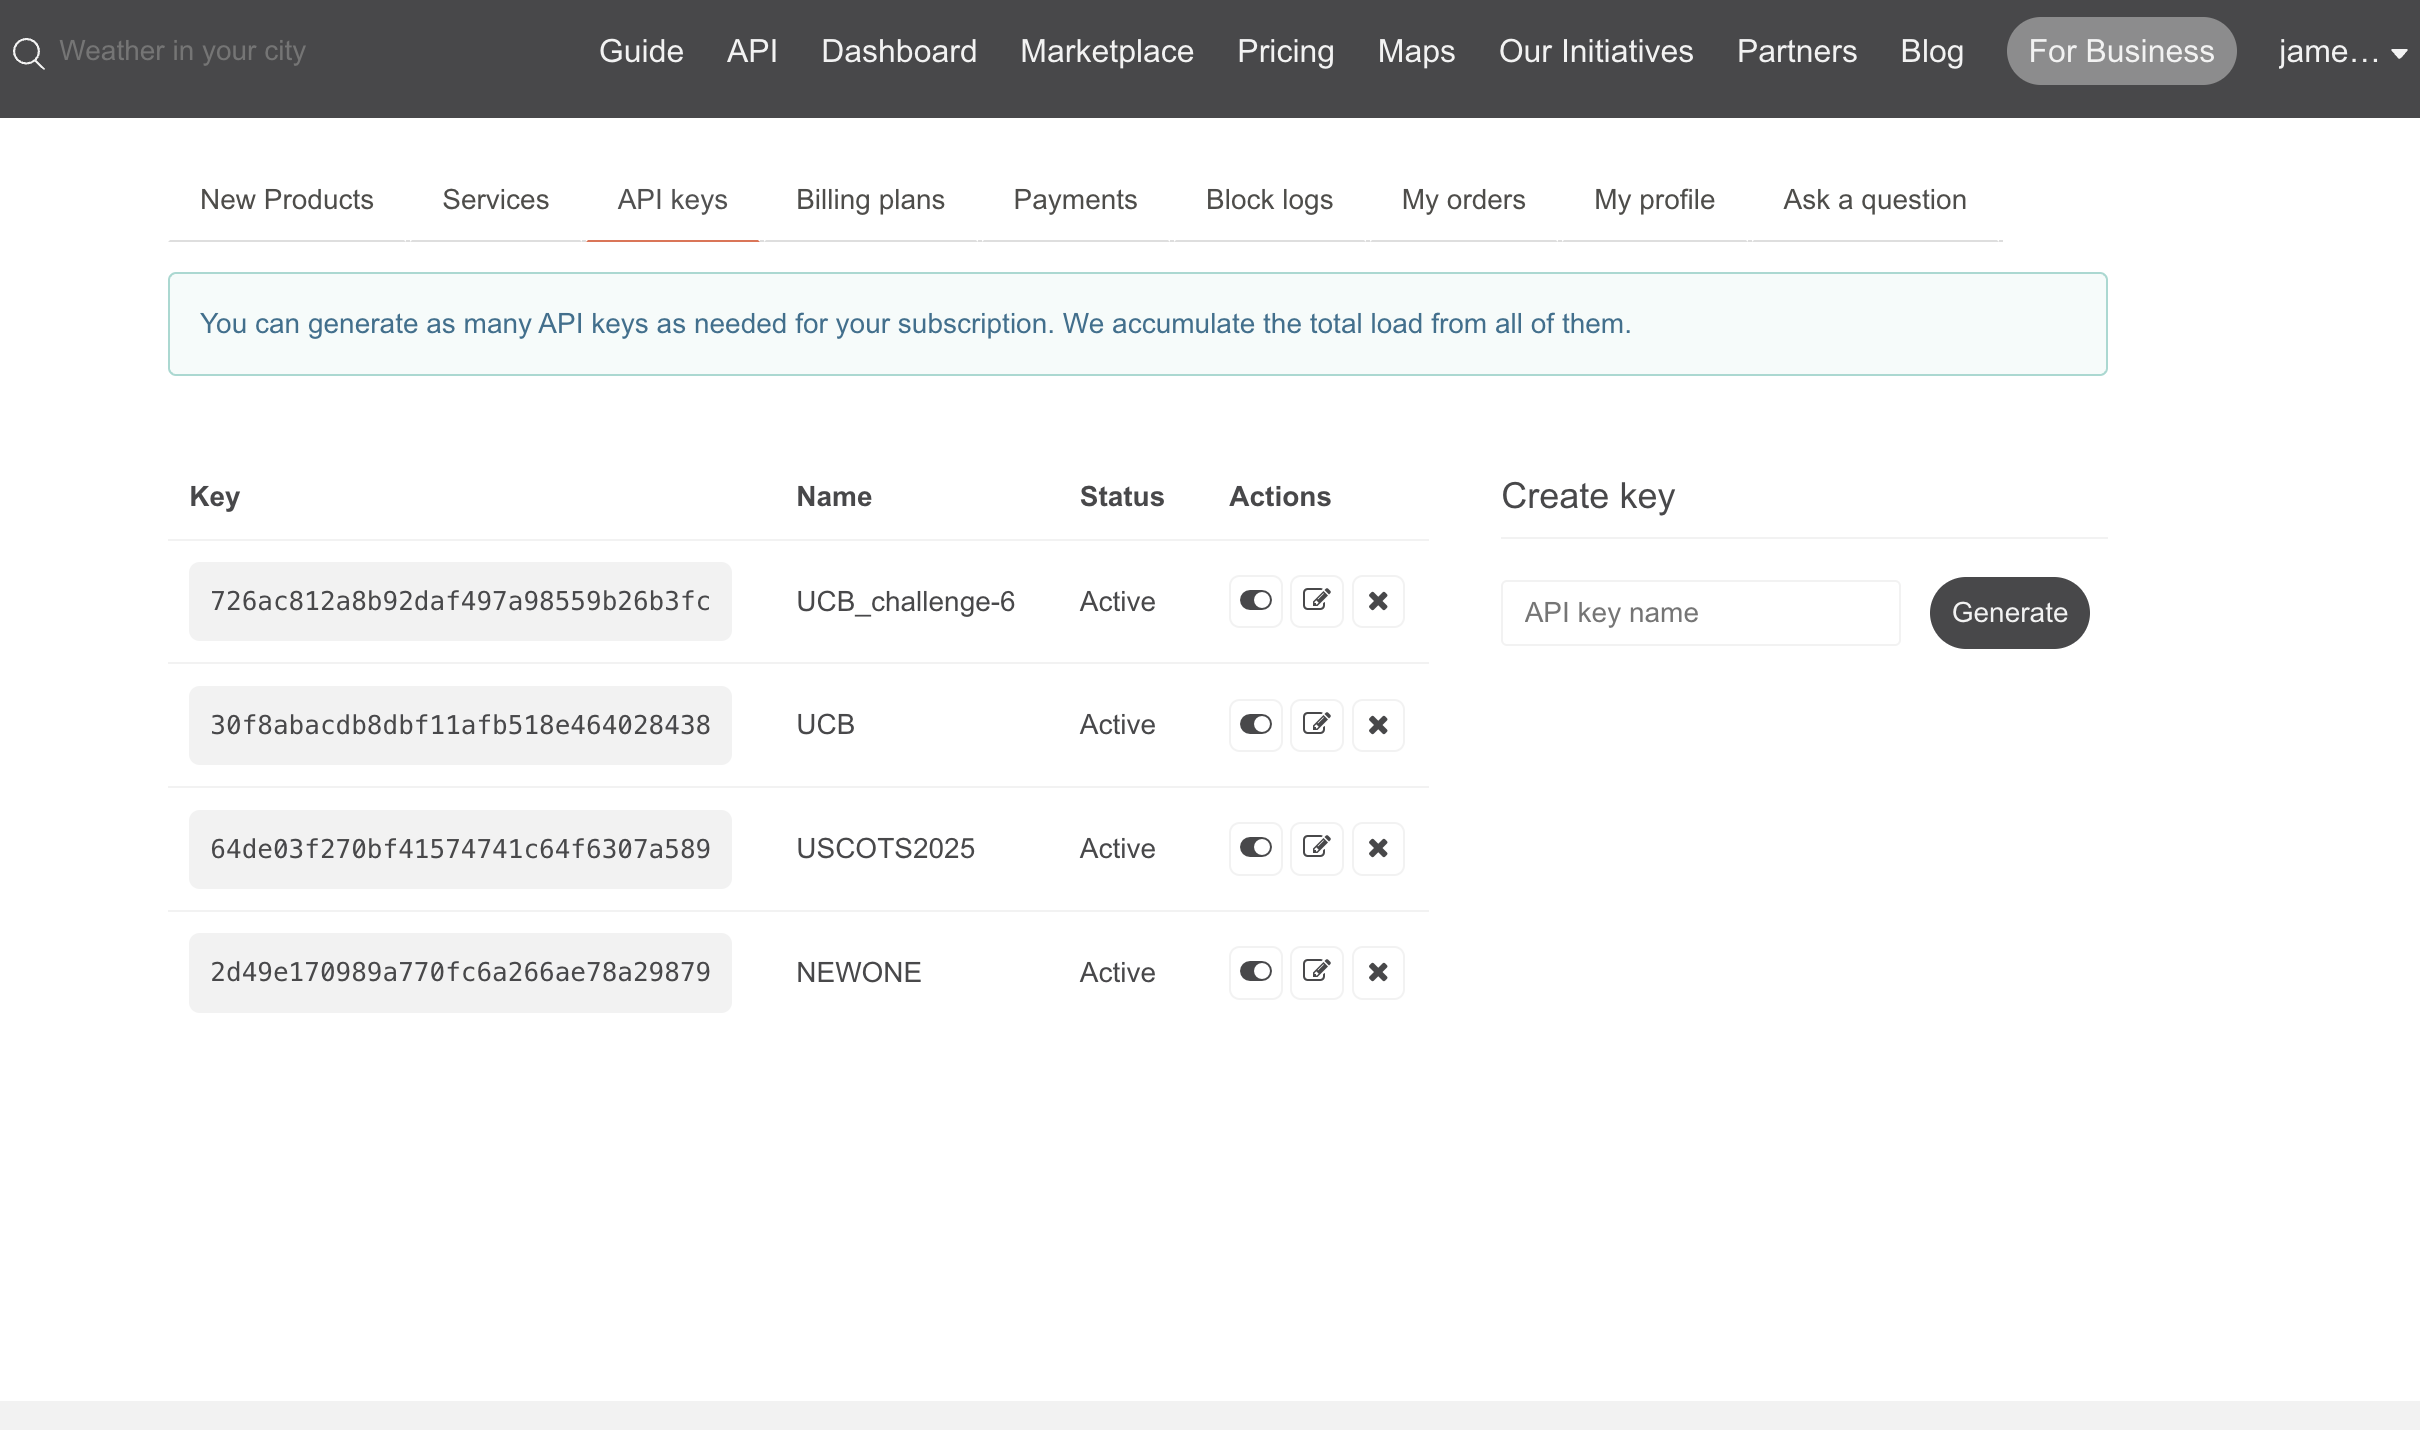 Weather in your city
Guide API Dashboard Marketplace Pricing Maps Our Initiatives Partners Blog For Business jame...
New Products Services API keys Billing plans Payments Block logs My orders My profile Ask a question
You can generate as many API keys as needed for your subscription. We accumulate the total load from all of them.
Key Name Status Actions
726ac812a8b92daf497a98559b26b3fc UCB_challenge-6 Active
30f8abacdb8dbf11afb518e464028438 UCB Active
64de03f270bf41574741c64f6307a589 USCOTS2025 Active
2d49e170989a770fc6a266ae78a29879 NEWONE Active
Create key
API key name Generate